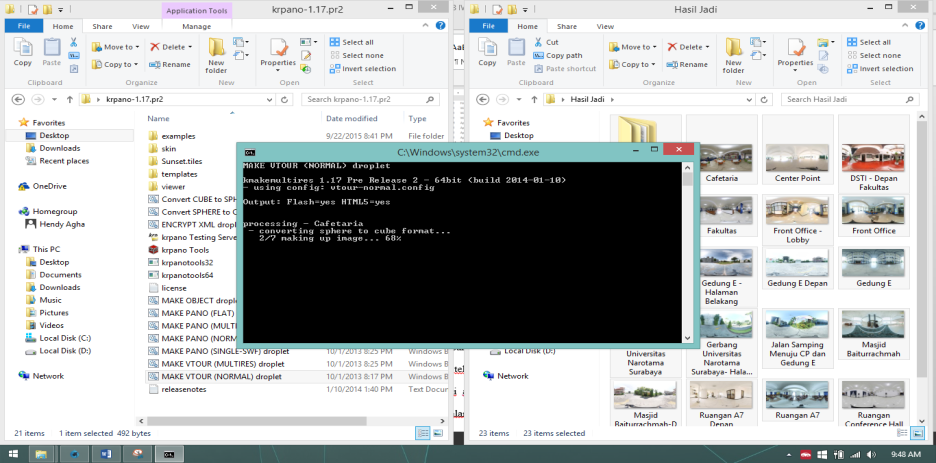 Application Tools
krpano-1.17.pr2
File
Home
Share
View
Manage
Copy
Paste
Clipboard
Move to
Copy to
Delete
Rename
Organize
New
folder
New
Properties
Open
Select all
Select none
Invert selection
Select
krpano-1.17.pr2
Search krpano-1.17.pr2
Favorites
Desktop
Downloads
Recent places
OneDrive
Homegroup
Hendy Agha
This PC
Desktop
Documents
Downloads
Music
Pictures
Videos
Local Disk (C:)
Local Disk (D:)
Network
Name
Date modified
Type
examples
9/22/2015 8:41 PM
File folder
skin
Sunset.tiles
templates
viewer
Convert CUBE to SPH
Convert SPHERE to C
ENCRYPT XML drople
krpano Testing Serve
krpano Tools
krpanotools32
krpanotools64
license
MAKE OBJECT drople
MAKE PANO (FLAT)
MAKE PANO (MULTI
MAKE PANO (NORM
MAKE PANO (SINGLE-SWF) droplet
10/1/2013 8:25 PM
Windows B
MAKE VTOUR (MULTIRES) droplet
10/1/2013 8:25 PM
Windows B
MAKE VTOUR (NORMAL) droplet
10/1/2013 8:17 PM
Windows B
releasenotes
1/10/2014 1:40 PM
Text Docum
21 items
1 item selected
492 bytes
C:\Windows\system32\cmd.exe
MAKE VTOUR (NORMAL) droplet
kmakemultires 1.17 Pre Release 2 - 64bit (build 2014-01-10)
- using config: vtour-normal.config
Output: Flash=yes HTML5=yes
processing - Cafetaria
- converting sphere to cube format...
2/7 making up image... 68%
Hasil Jadi
File
Home
Share
View
Copy
Paste
Cut
Copy path
Paste shortcut
Clipboard
Move to
Copy to
Delete
Rename
Organize
New
folder
New
Properties
Open
Select all
Select none
Invert selection
Select
Hasil Jadi
Search Hasil Jadi
Favorites
Desktop
Local Disk (D:)
Network
Cafetaria
Center Point
DSTI - Depan
Fakultas
Fakultas
Front Office -
Lobby
Front Office
Gedung E -
Halaman
Belakang
Gedung E Depan
Gedung E
Universitas
Narotama
Surabaya
Gerbang
Universitas
Narotama
Surabaya- Hala...
Jalan Samping
Menuju CP dan
Gedung E
Masjid
Baiturrachmah
Masjid
Baiturrachmah-D
Ruangan A7
Depan
Ruangan A7
Ruangan
Conference Hall
23 items
23 items selected
9:48 AM